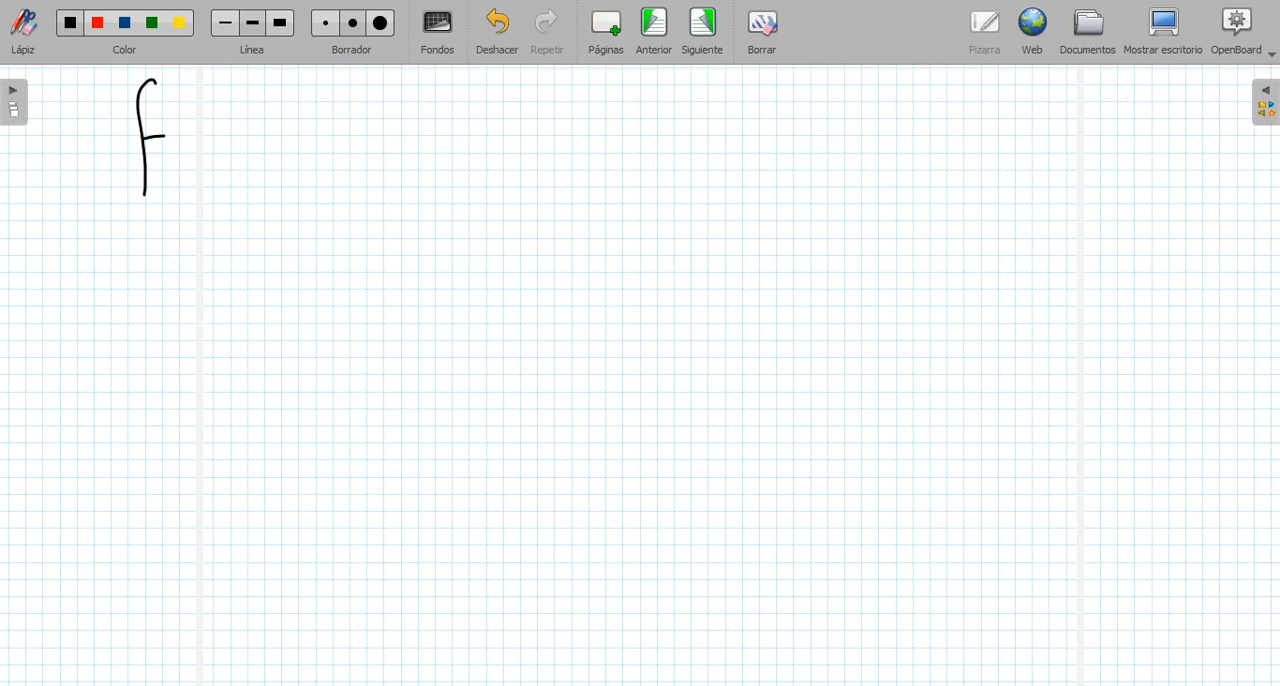 Lápiz Color Línea Borrador Fondos Deshacer Repetir Páginas Anterior Siguiente Borrar Pizarra Web Documentos Mostrar escritorio OpenBoard
f